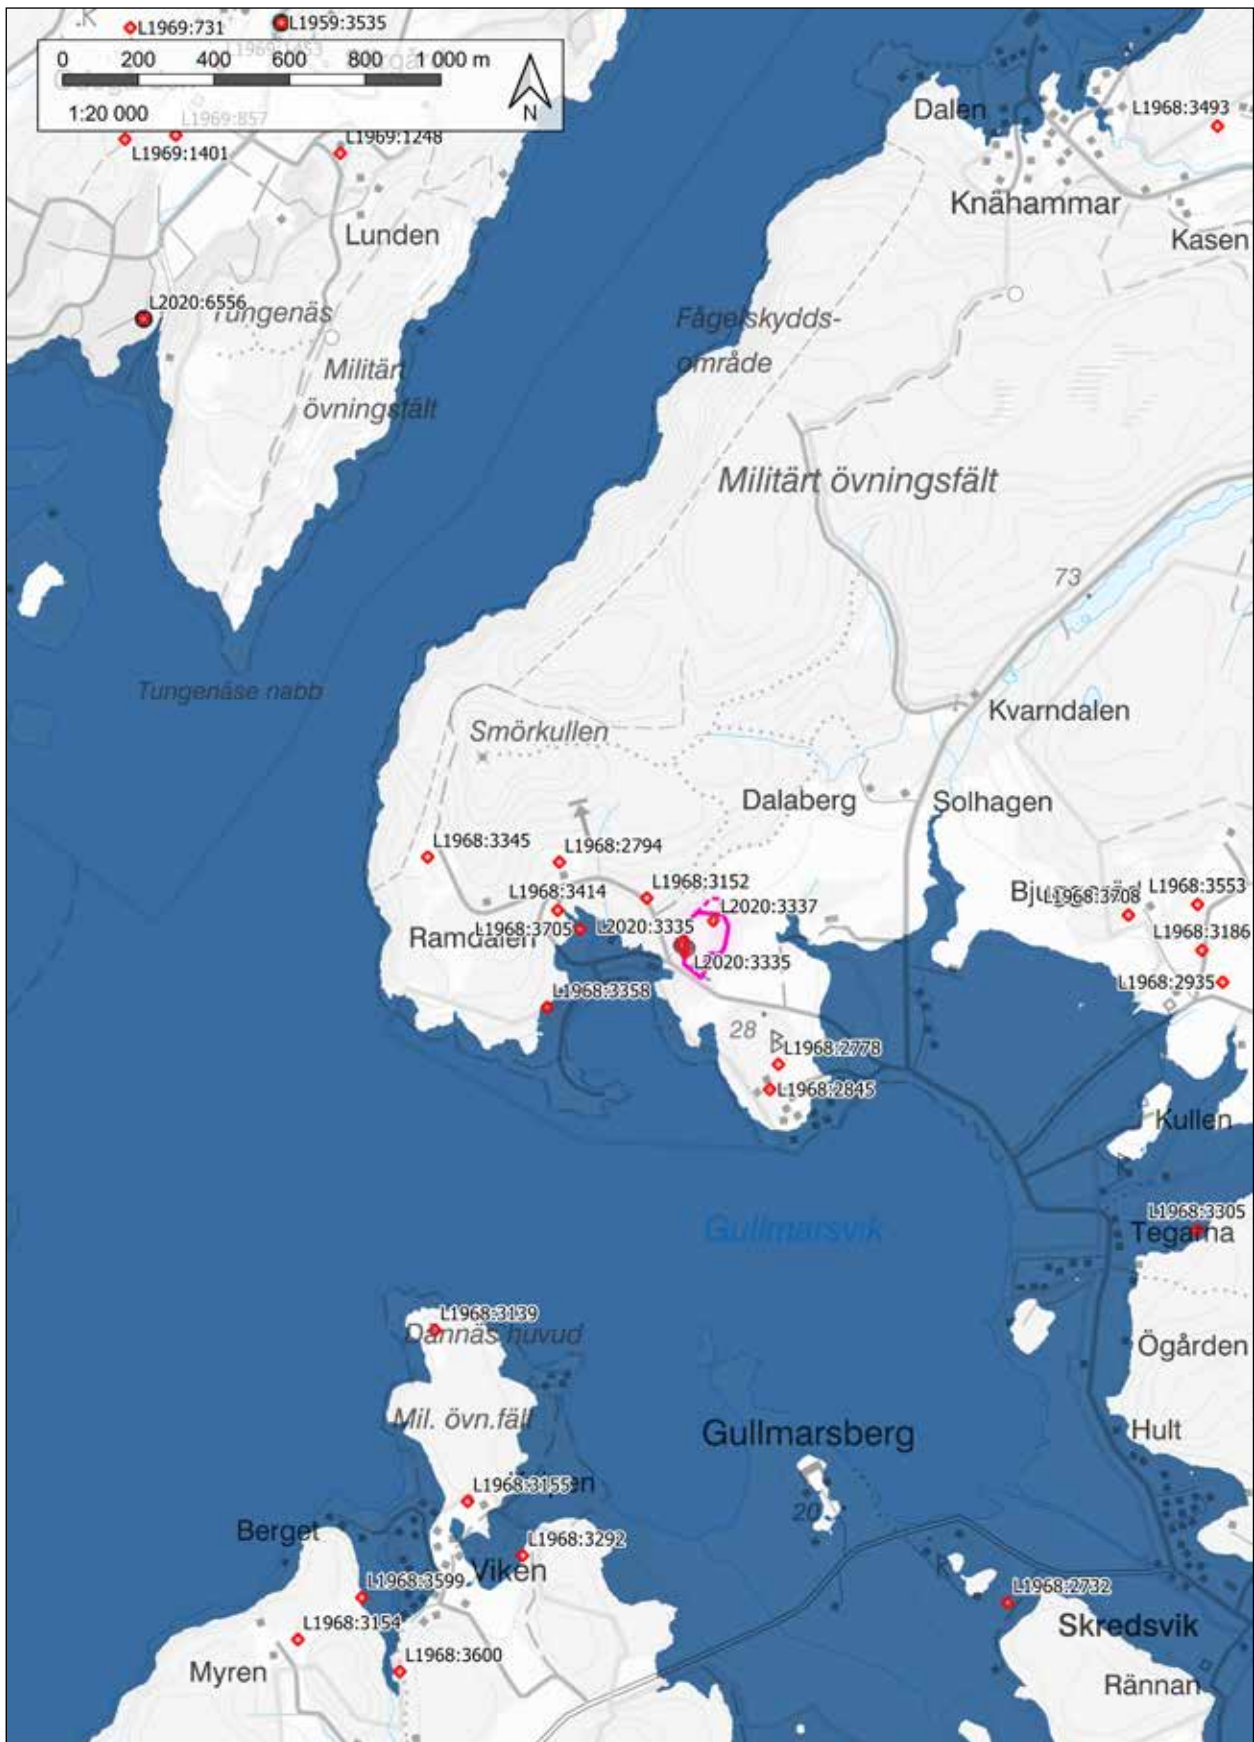 L1969:731
L1959:3535
0 200 400 600 800 1 000 m
1:20 000
N
L1969:857
L1969:1401
L1969:1248
Lunden
L2020:6556
Tungenäs
Militärt
övningsfält
Tungenäse nabb
Dalen
L1968:3493
Knähammar
Kasen
Fågelskydds-
område
Militärt övningsfält
73
Kvarndalen
Smörkullen
Dalaberg
Solhagen
L1968:3345
L1968:2794
L1968:3414
L1968:3152
L2020:3337
L1968:3705
L2020:3335
Ramdalen
L2020:3335
L1968:3358
L1968:3708
L1968:3553
L1968:3186
L1968:2935
28
L1968:2778
L1968:2845
Kullen
Gullmarsvik
L1968:3305
Tegarna
L1968:3139
Dannäs huvud
Ögården
Mil. övn.fält
Gullmarsberg
Hult
L1968:3155
20
Berget
L1968:3292
Viken
L1968:3599
L1968:2732
L1968:3154
Skredsvik
Myren
L1968:3600
Rännan